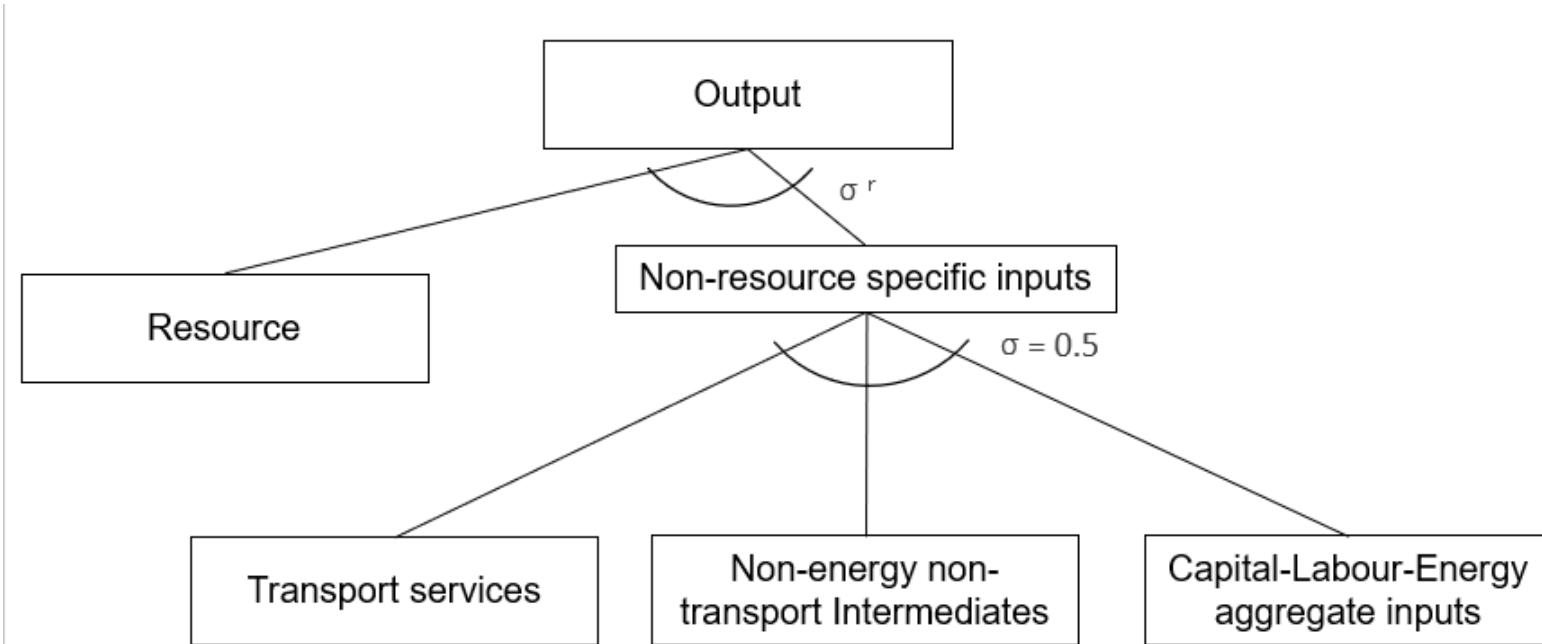 Output
σ ʳ
Non-resource specific inputs
Resource
σ = 0.5
Transport services
Non-energy non-
transport Intermediates
Capital-Labour-Energy
aggregate inputs